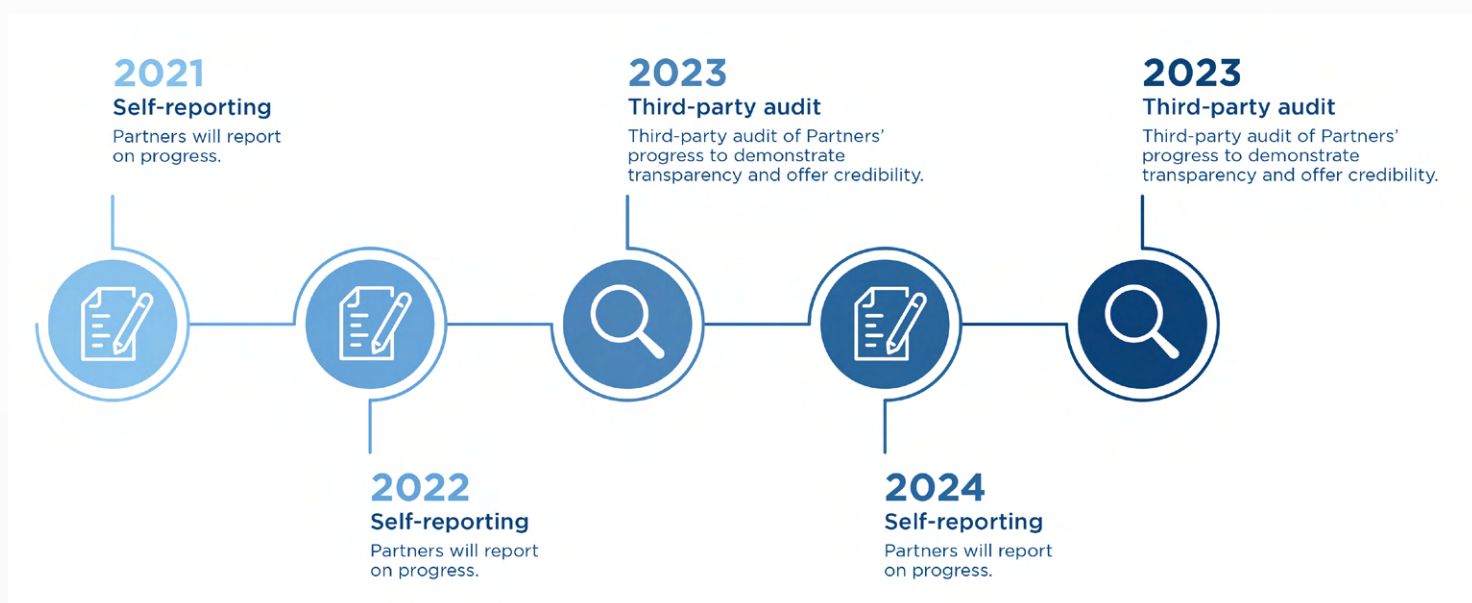 2021
Self-reporting
Partners will report
on progress.
2022
Self-reporting
Partners will report
on progress.
2023
Third-party audit
Third-party audit of Partners’
progress to demonstrate
transparency and offer credibility.
2024
Self-reporting
Partners will report
on progress.
2023
Third-party audit
Third-party audit of Partners’
progress to demonstrate
transparency and offer credibility.